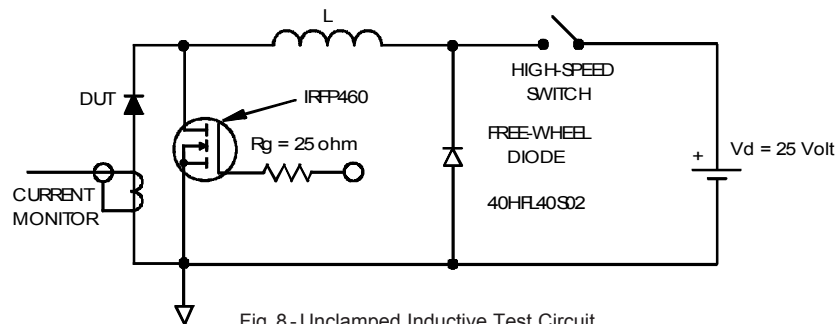 L
HIGH-SPEED
SWITCH
DUT
IRFP460
Rg = 25 ohm
FREE-WHEEL
DIODE
+
Vd = 25 Volt
CURRENT
MONITOR
40HFL40S02
Fig. 8 - Unclamped Inductive Test Circuit